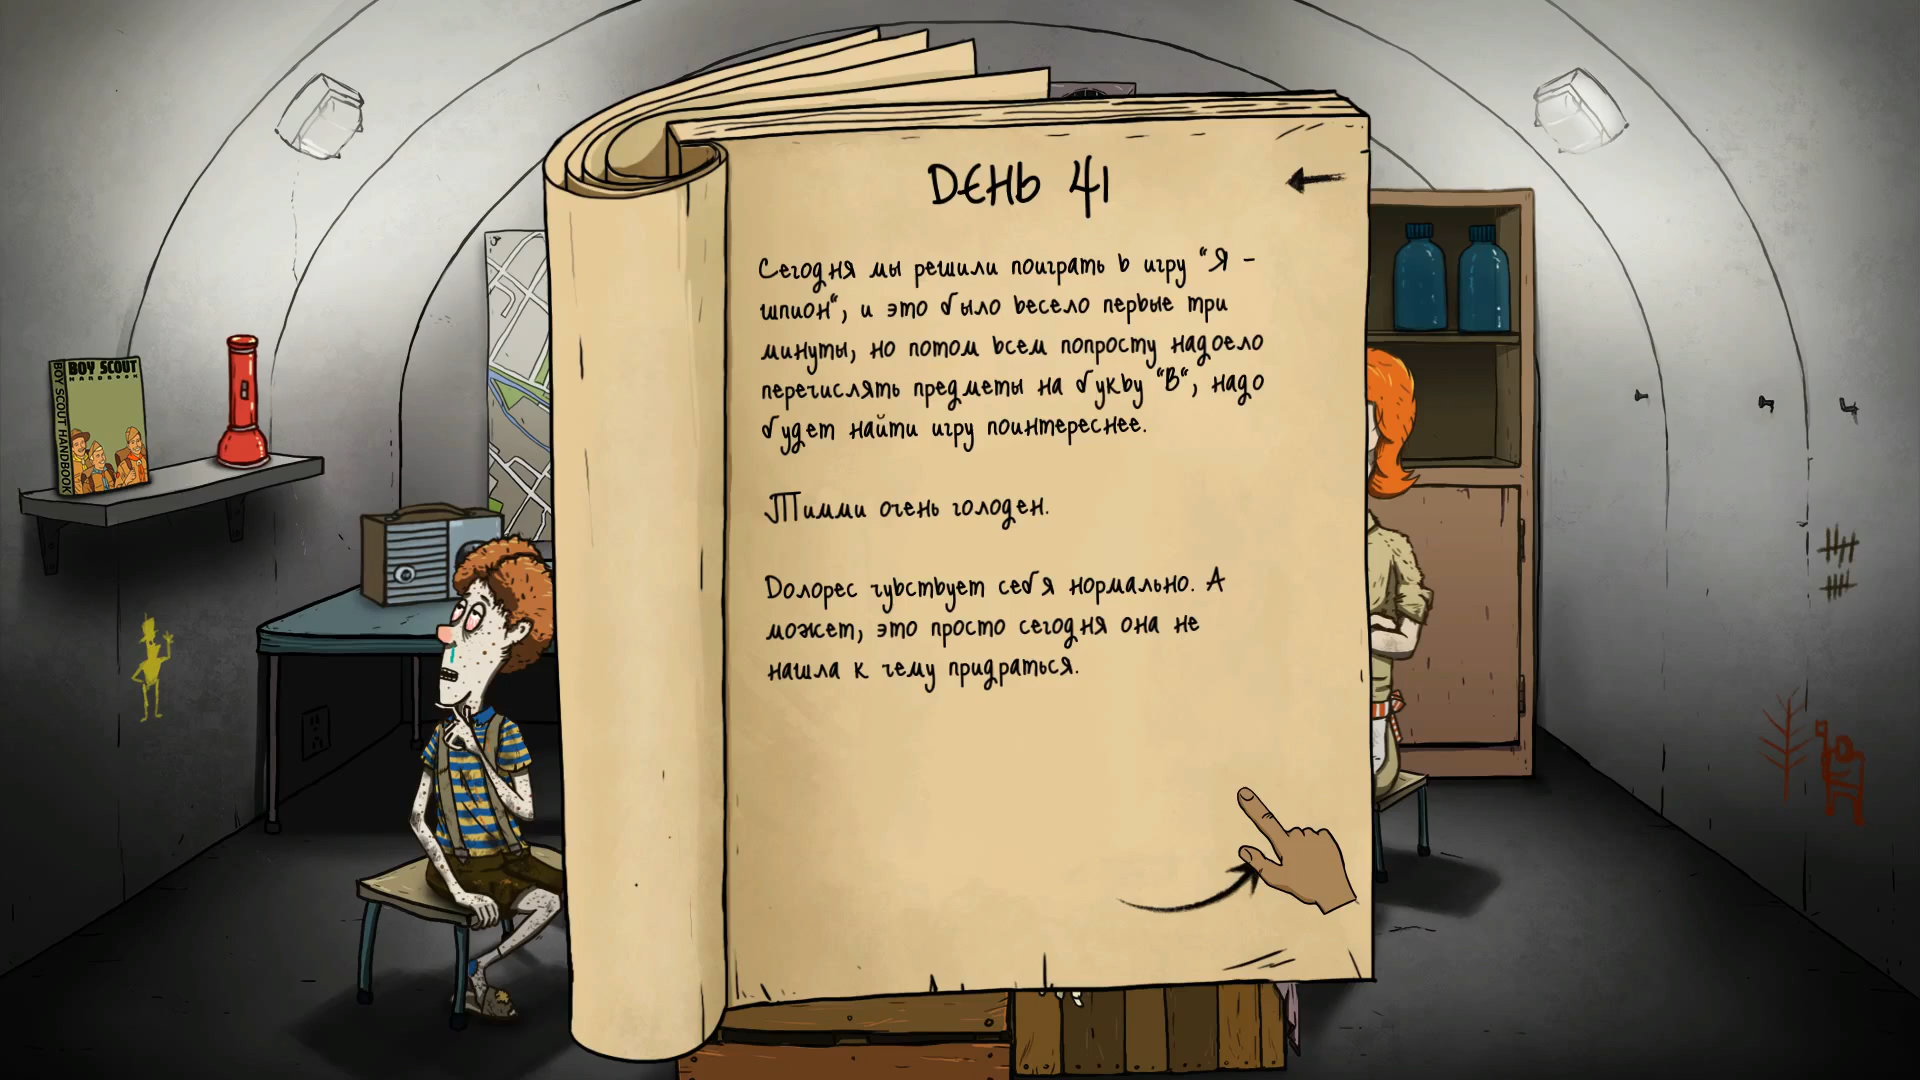 ДЕНЬ 41
Сегодня мы решили поиграть в игру "Я -
шпион", и это было весело первые три
минуты, но потом всем попросту надоело
перечислять предметы на букву "В", надо
будет найти игру поинтереснее.
Тимми очень голоден.
Долорес чувствует себя нормально. А
может, это просто сегодня она не
нашла к чему придраться.
BOY SCOUT
HANDBOOK
BOY SCOUT HANDBOOK